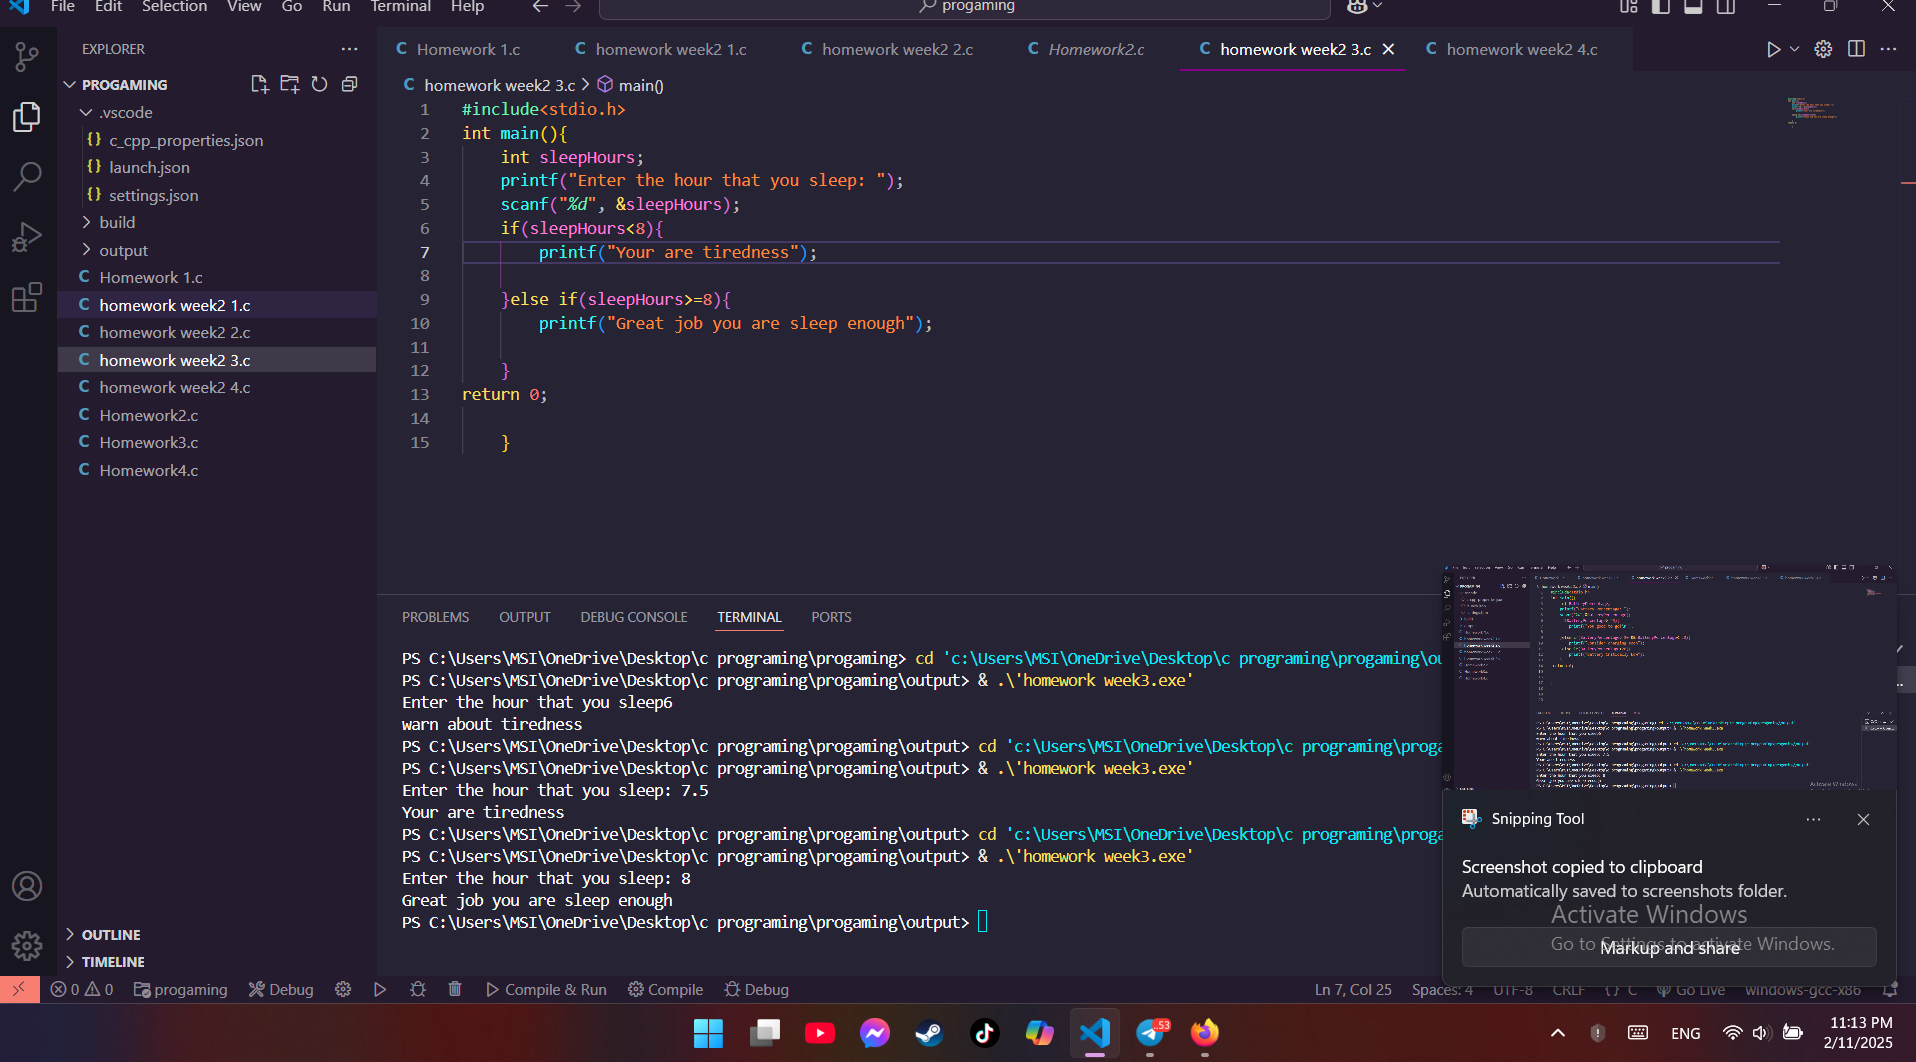 File Edit Selection View Go Run Terminal Help
progaming
EXPLORER
PROGAMING
.vscode
c_cpp_properties.json
launch.json
settings.json
build
output
Homework 1.c
homework week2 1.c
homework week2 2.c
homework week2 3.c
homework week2 4.c
Homework2.c
Homework3.c
Homework4.c
OUTLINE
TIMELINE
Homework 1.c homework week2 1.c homework week2 2.c Homework2.c homework week2 3.c homework week2 4.c
homework week2 3.c > main()
1 #include<stdio.h>
2 int main(){
3 int sleepHours;
4 printf("Enter the hour that you sleep: ");
5 scanf("%d", &sleepHours);
6 if(sleepHours<8){
7 printf("Your are tiredness");
8
9 }else if(sleepHours>=8){
10 printf("Great job you are sleep enough");
11
12 }
13 return 0;
14
15 }
PROBLEMS OUTPUT DEBUG CONSOLE TERMINAL PORTS
PS C:\Users\MSI\OneDrive\Desktop\c programing\progaming> cd 'c:\Users\MSI\OneDrive\Desktop\c programing\progaming\ou
PS C:\Users\MSI\OneDrive\Desktop\c programing\progaming\output> & .\'homework week3.exe'
Enter the hour that you sleep6
warn about tiredness
PS C:\Users\MSI\OneDrive\Desktop\c programing\progaming\output> cd 'c:\Users\MSI\OneDrive\Desktop\c programing\proga
PS C:\Users\MSI\OneDrive\Desktop\c programing\progaming\output> & .\'homework week3.exe'
Enter the hour that you sleep: 7.5
Your are tiredness
PS C:\Users\MSI\OneDrive\Desktop\c programing\progaming\output> cd 'c:\Users\MSI\OneDrive\Desktop\c programing\proga
PS C:\Users\MSI\OneDrive\Desktop\c programing\progaming\output> & .\'homework week3.exe'
Enter the hour that you sleep: 8
Great job you are sleep enough
PS C:\Users\MSI\OneDrive\Desktop\c programing\progaming\output>
Snipping Tool
Screenshot copied to clipboard
Automatically saved to screenshots folder.
Activate Windows
Go to Settings to activate Windows.
Markup and share
0 0 progaming Debug Compile & Run Compile Debug
Ln 7, Col 25 Spaces: 4 UTF-8 CRLF {} C Go Live windows-gcc-x86
53
ENG
11:13 PM
2/11/2025